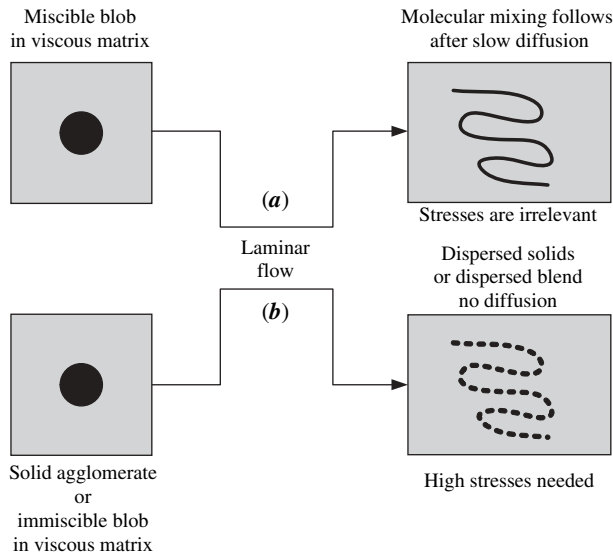 Miscible blob
in viscous matrix
Molecular mixing follows
after slow diffusion
(a)
Stresses are irrelevant
Laminar
flow
Dispersed solids
or dispersed blend
no diffusion
(b)
Solid agglomerate
or
immiscible blob
in viscous matrix
High stresses needed